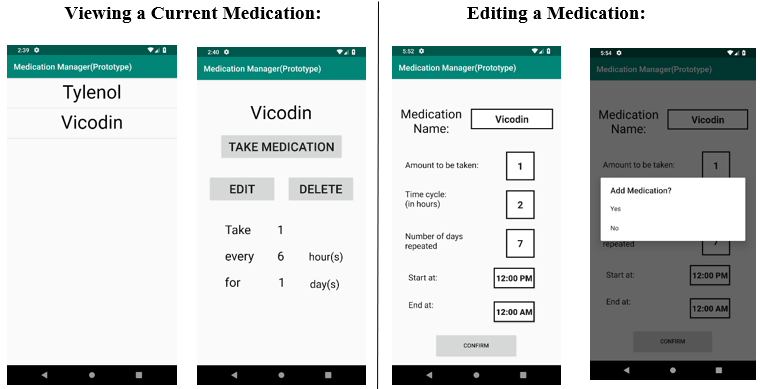 Viewing a Current Medication:
2:39
Medication Manager(Prototype)
Tylenol
Vicodin
2:40
Medication Manager(Prototype)
Vicodin
TAKE MEDICATION
EDIT DELETE
Take 1
every 6 hour(s)
for 1 day(s)
Editing a Medication:
5:52
Medication Manager(Prototype)
Medication
Name:
Vicodin
Amount to be taken: 1
Time cycle:
(in hours)
2
Number of days
repeated
7
Start at: 12:00 PM
End at: 12:00 AM
CONFIRM
5:54
Medication Manager(Prototype)
Medication
Name:
Vicodin
Amount to be taken: 1
Add Medication?
Yes
No
repeated
7
Start at: 12:00 PM
End at: 12:00 AM
CONFIRM